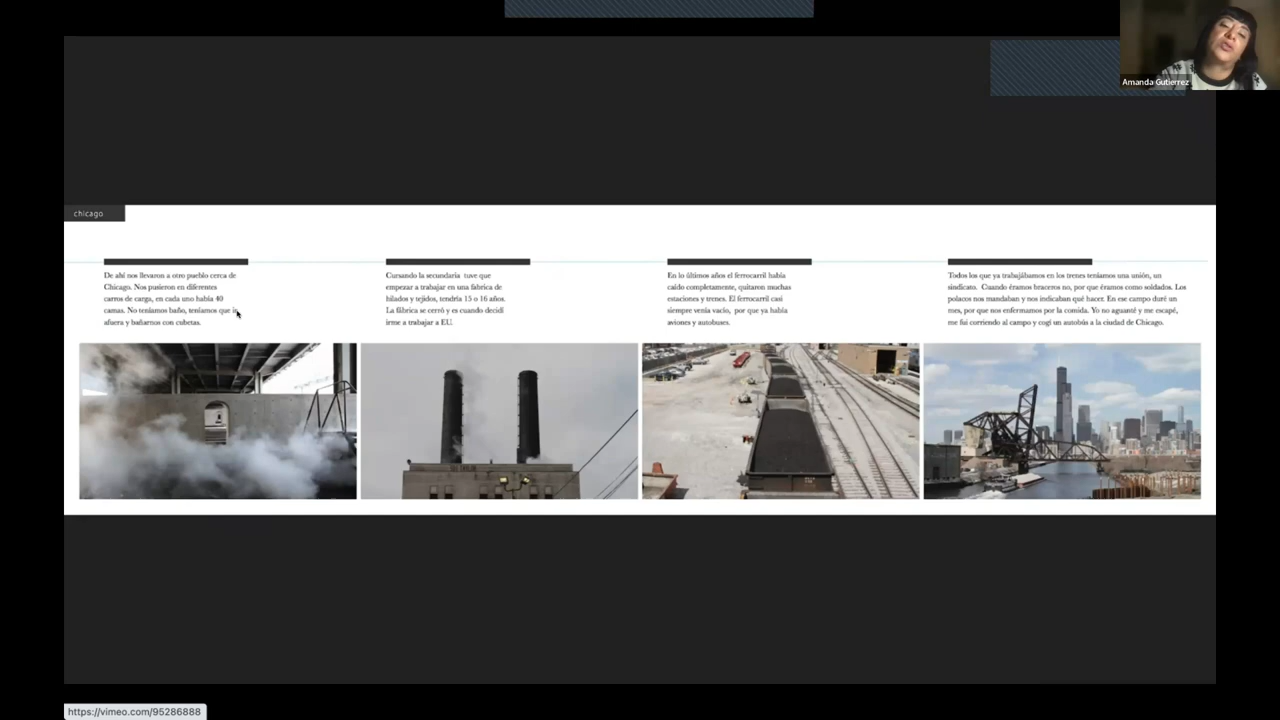 Amanda Gutierrez
chicago
De ahí nos llevaron a otro pueblo cerca de
Chicago. Nos pusieron en diferentes
carros de carga, en cada uno había 40
camas. No teníamos baño, teníamos que ir
afuera y bañarnos con cubetas.
Cursando la secundaria tuve que
empezar a trabajar en una fábrica de
hilados y tejidos, tendría 15 o 16 años.
La fábrica se cerró y es cuando decidí
irme a trabajar a EU.
En lo últimos años el ferrocarril había
caído completamente, quitaron muchas
estaciones y trenes. El ferrocarril casi
siempre venía vacío, por que ya había
aviones y autobuses.
Todos los que ya trabajábamos en los trenes teníamos una unión, un
sindicato. Cuando éramos braceros no, por que éramos como soldados. Los
polacos nos mandaban y nos indicaban qué hacer. En ese campo duré un
mes, por que nos enfermamos por la comida. Yo no aguanté y me escapé,
me fui corriendo al campo y cogí un autobús a la ciudad de Chicago.
https://vimeo.com/95286888